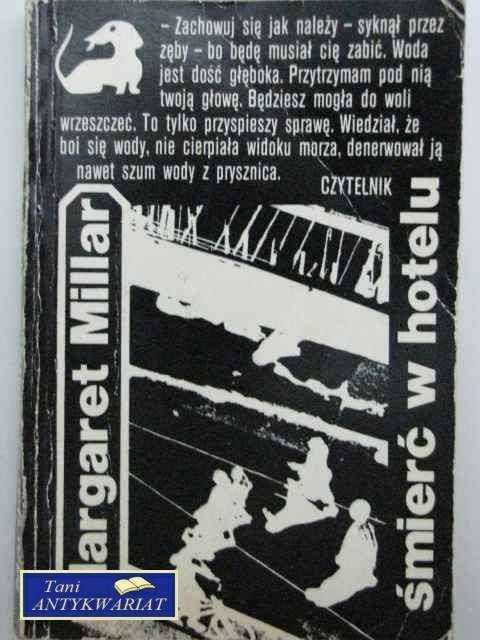 – Zachowuj się jak należy – syknął przez
zęby – bo będę musiał cię zabić. Woda
jest dość głęboka. Przytrzymam pod nią
twoją głowę. Będziesz mogła do woli
wrzeszczeć. To tylko przyspieszy sprawę. Wiedział, że
boi się wody, nie cierpiała widoku morza, denerwował ją
nawet szum wody z prysznica.
CZYTELNIK
Margaret Millar
śmierć w hotelu
Tani
ANTYKWARIAT